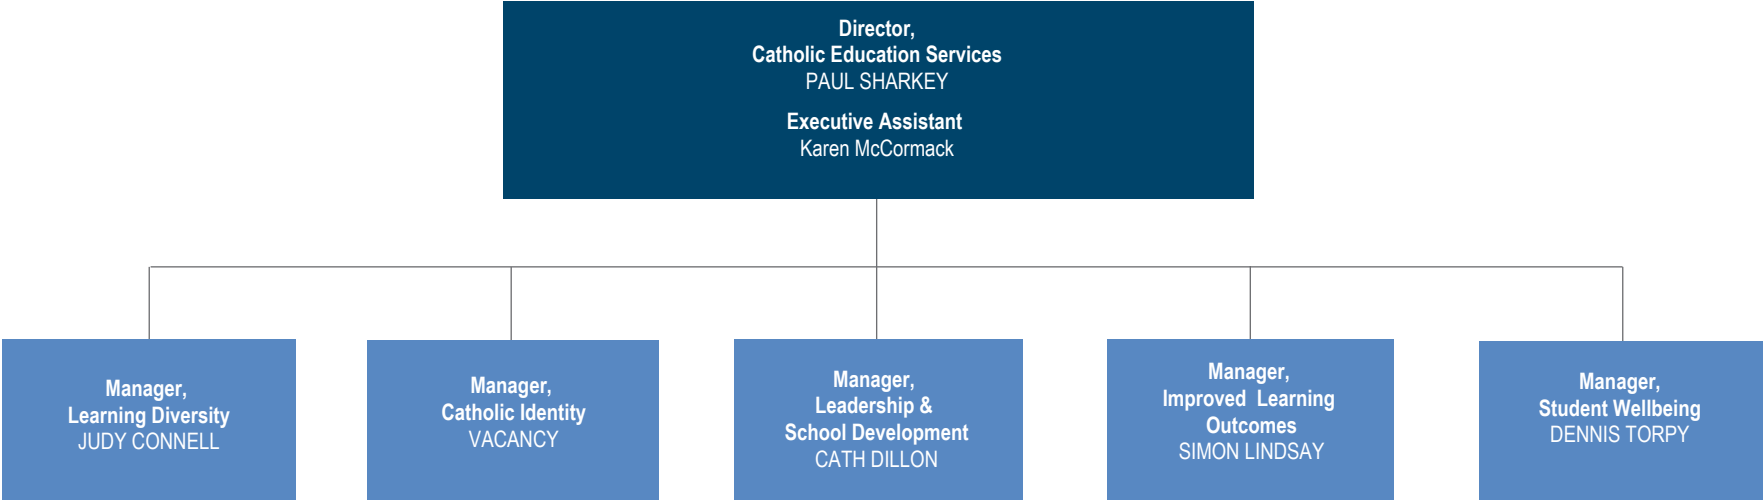 Director,
Catholic Education Services
PAUL SHARKEY
Executive Assistant
Karen McCormack
Manager,
Learning Diversity
JUDY CONNELL
Manager,
Catholic Identity
VACANCY
Manager,
Leadership &
School Development
CATH DILLON
Manager,
Improved Learning
Outcomes
SIMON LINDSAY
Manager,
Student Wellbeing
DENNIS TORPY